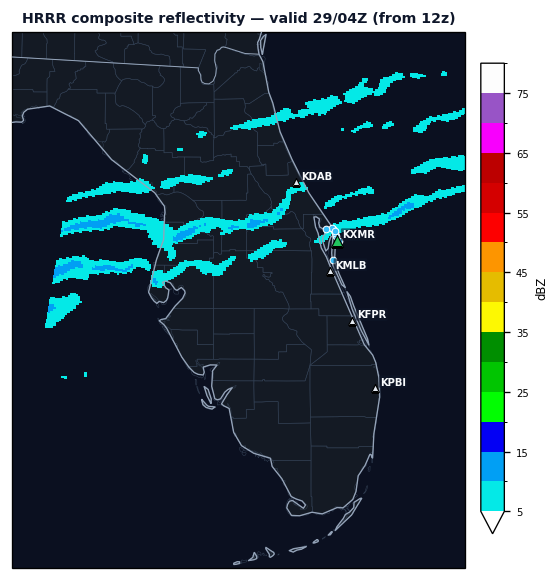 HRRR composite reflectivity — valid 29/04Z (from 12z)
KDAB
KXMR
KMLB
KFPR
KPBI
75
65
55
45
35
25
15
5
dBZ